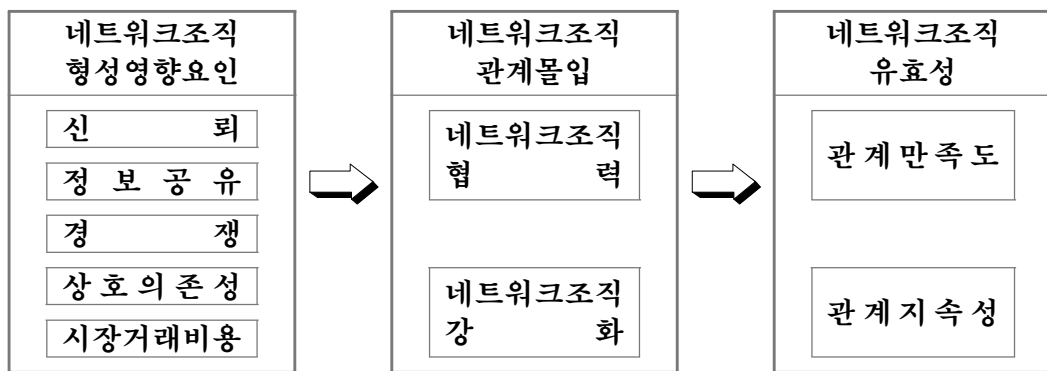 네트워크조직
형성영향요인
신뢰
정보공유
경쟁
상호의존성
시장거래비용
네트워크조직
관계몰입
네트워크조직
협력
네트워크조직
강화
네트워크조직
유효성
관계만족도
관계지속성